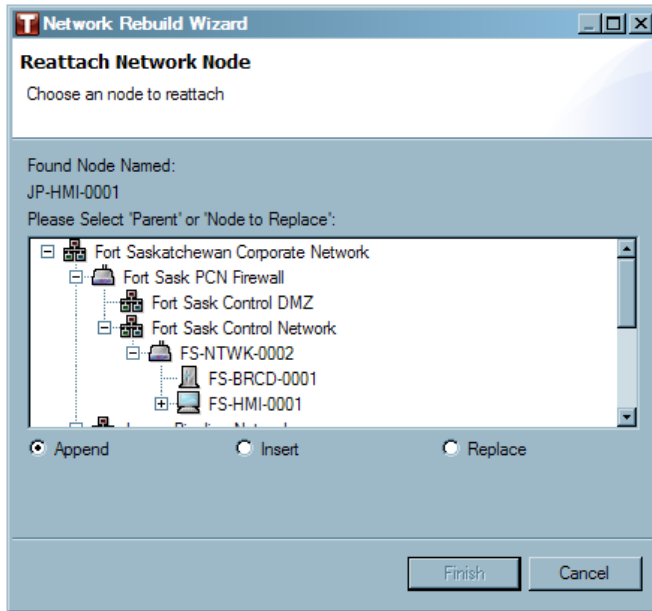 Network Rebuild Wizard
Reattach Network Node
Choose an node to reattach
Found Node Named:
JP-HMI-0001
Please Select 'Parent' or 'Node to Replace':
Fort Saskatchewan Corporate Network
Fort Sask PCN Firewall
Fort Sask Control DMZ
Fort Sask Control Network
FS-NTWK-0002
FS-BRCD-0001
FS-HMI-0001
Append Insert Replace
Finish Cancel